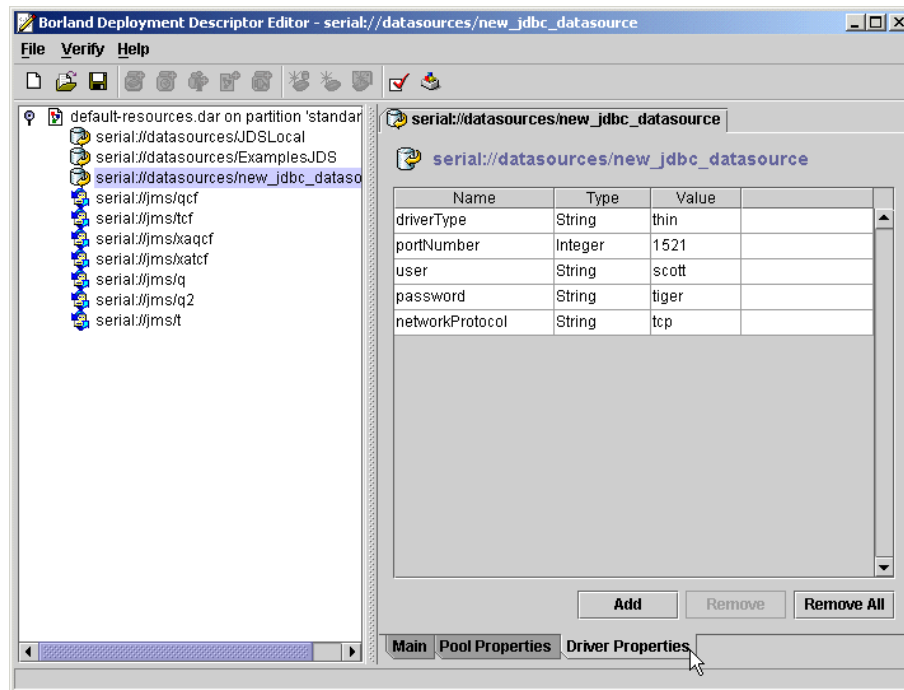 Borland Deployment Descriptor Editor - serial://datasources/new_jdbc_datasource
File Verify Help
default-resources.dar on partition 'standar
serial://datasources/JDSLocal
serial://datasources/ExamplesJDS
serial://datasources/new_jdbc_dataso
serial://jms/qcf
serial://jms/tcf
serial://jms/xaqcf
serial://jms/xatcf
serial://jms/q
serial://jms/q2
serial://jms/t
serial://datasources/new_jdbc_datasource
serial://datasources/new_jdbc_datasource
Name Type Value
driverType String thin
portNumber Integer 1521
user String scott
password String tiger
networkProtocol String tcp
Add Remove Remove All
Main Pool Properties Driver Properties